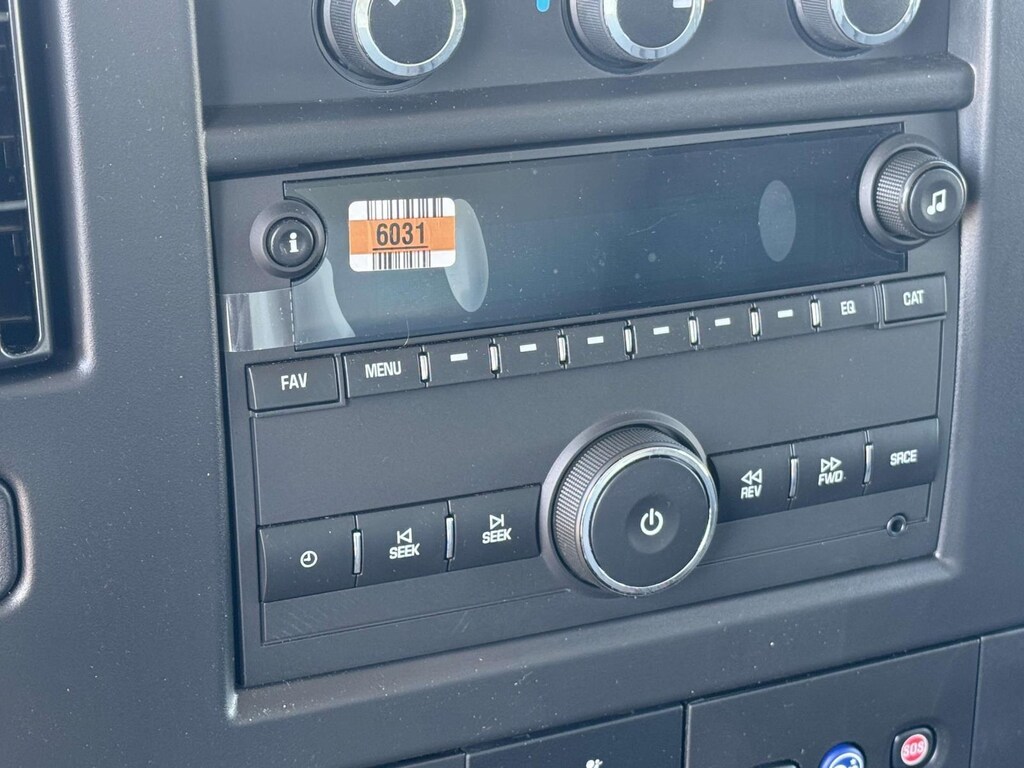 6031
i
CAT
EQ
MENU
FAV
SEEK
SEEK
REV
FWD
SRCE
SOS